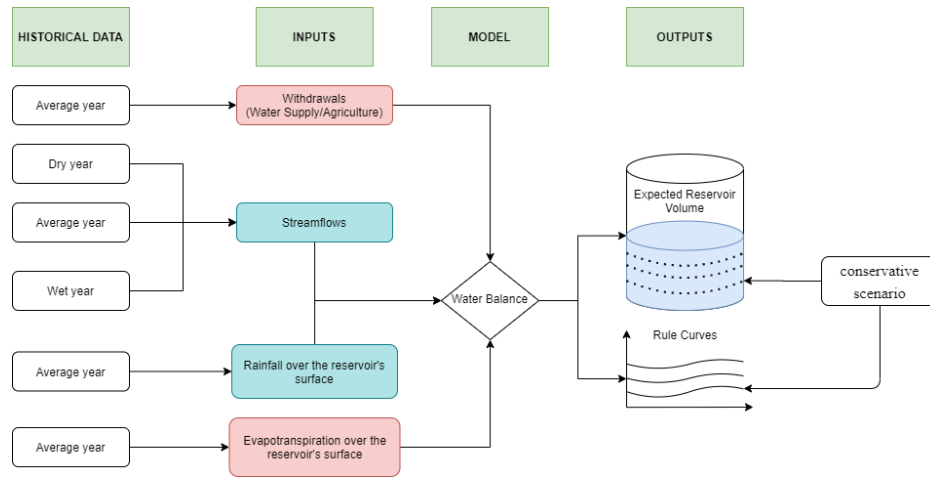 HISTORICAL DATA
INPUTS
MODEL
OUTPUTS
Average year
Withdrawals
(Water Supply/Agriculture)
Dry year
Average year
Streamflows
Wet year
Expected Reservoir
Volume
Water Balance
conservative
scenario
Rule Curves
Average year
Rainfall over the reservoir's
surface
Average year
Evapotranspiration over the
reservoir's surface